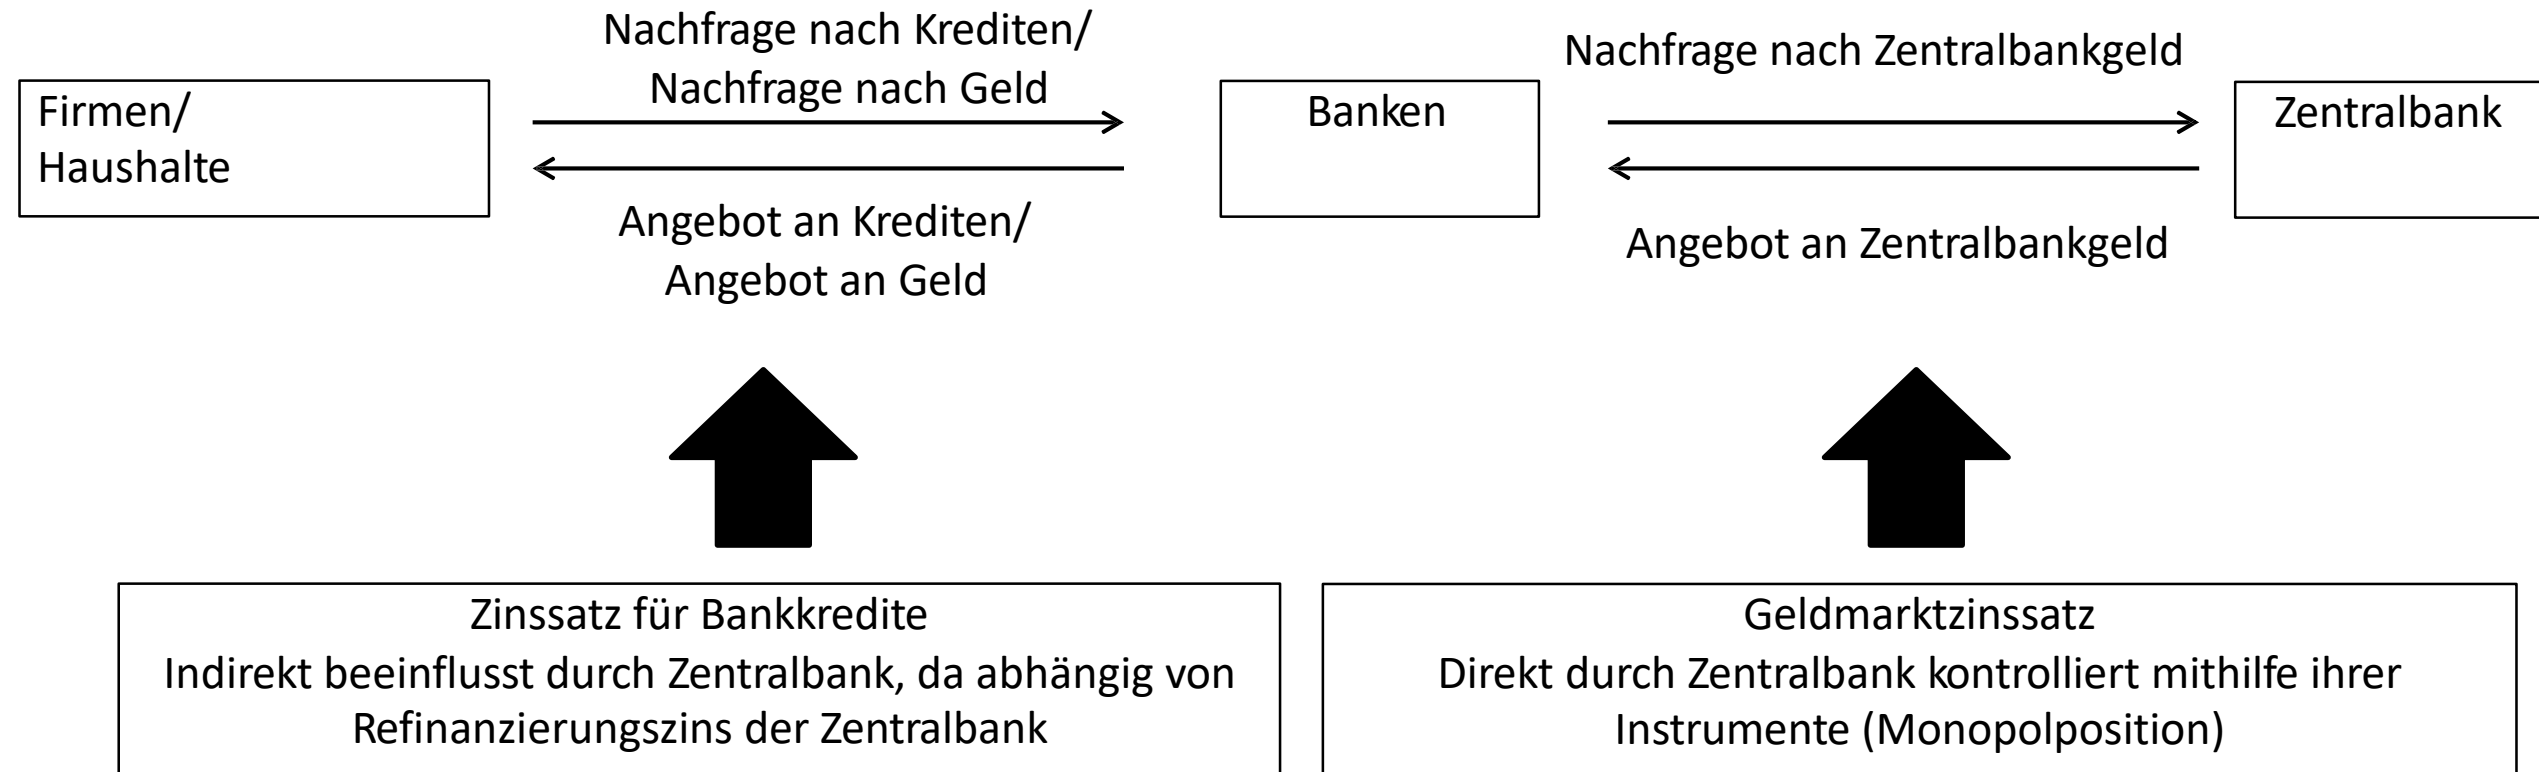 Firmen/
Haushalte
Nachfrage nach Krediten/
Nachfrage nach Geld
Angebot an Krediten/
Angebot an Geld
Banken
Nachfrage nach Zentralbankgeld
Angebot an Zentralbankgeld
Zentralbank
Zinssatz für Bankkredite
Indirekt beeinflusst durch Zentralbank, da abhängig von
Refinanzierungszins der Zentralbank
Geldmarktzinssatz
Direkt durch Zentralbank kontrolliert mithilfe ihrer
Instrumente (Monopolposition)